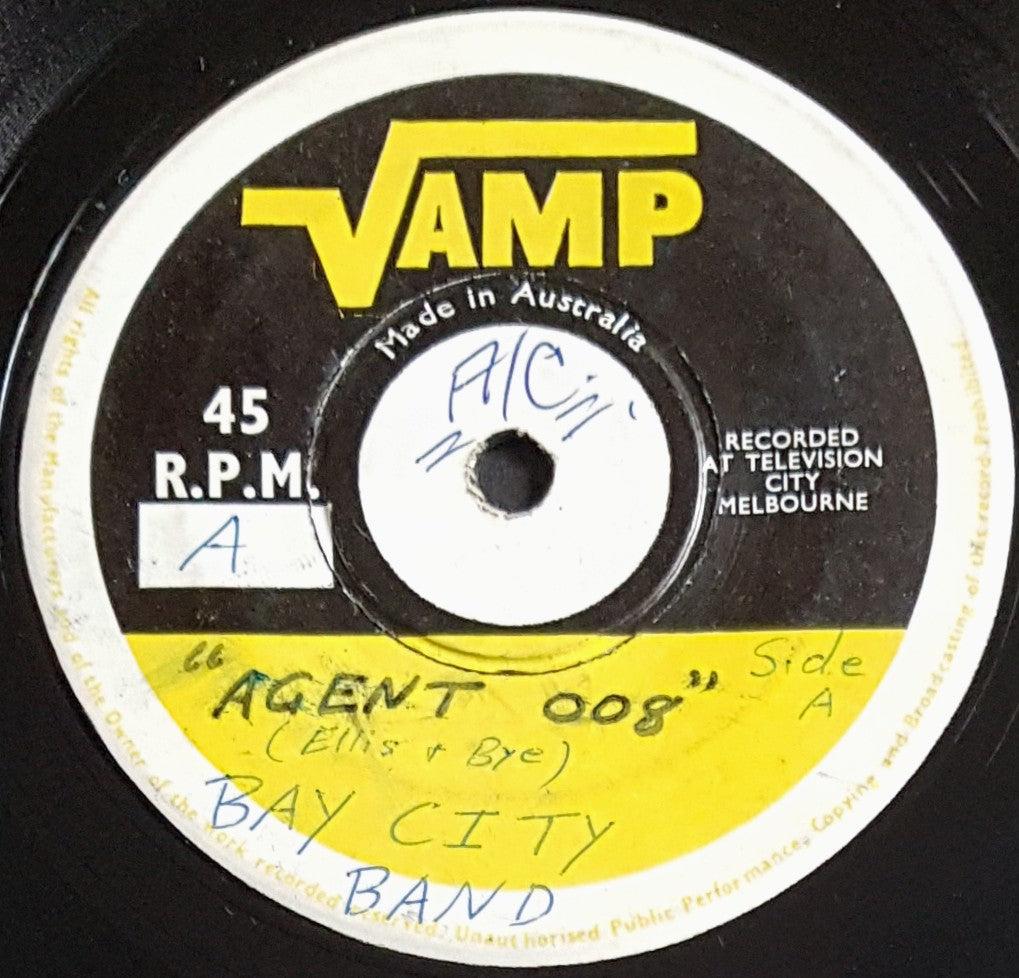 VAMP
Made in Australia
45
R.P.M.
RECORDED
AT TELEVISION
CITY
MELBOURNE
A
"AGENT 008"
Side
A
(Ellis + Bye)
BAY CITY
BAND
All rights of the Manufacturers and of the Owner of the Work recorded reserved. Unauthorised Public Performance, Copying and Broadcasting of this record Prohibited.